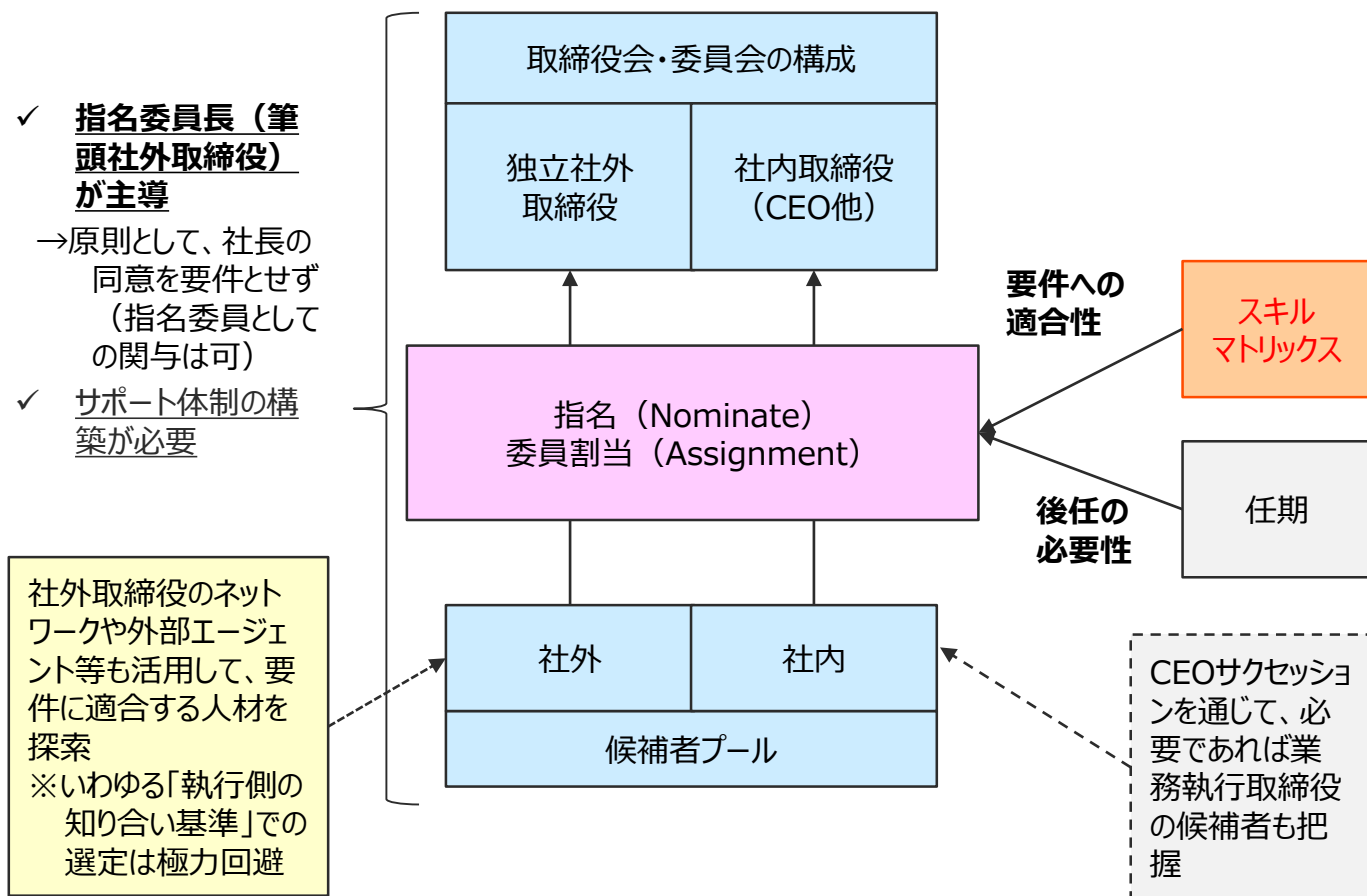 取締役会・委員会の構成
独立社外
取締役
社内取締役
（CEO他）
✓ 指名委員長（筆
頭社外取締役）
が主導
→原則として、社長の
同意を要件とせず
（指名委員として
の関与は可）
✓ サポート体制の構
築が必要
指名（Nominate）
委員割当（Assignment）
要件への
適合性
スキル
マトリックス
後任の
必要性
任期
社外取締役のネット
ワークや外部エージェ
ント等も活用して、要
件に適合する人材を
探索
※いわゆる「執行側の
知り合い基準」での
選定は極力回避
社外
社内
候補者プール
CEOサクセッショ
ンを通じて、必
要であれば業
務執行取締役
の候補者も把
握